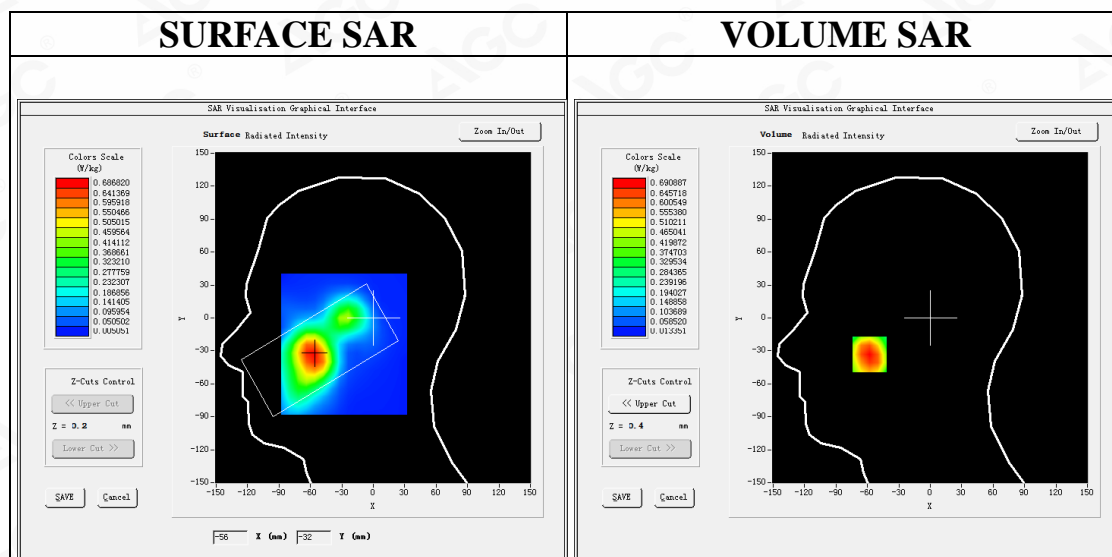 SURFACE SAR
VOLUME SAR
SAR Visualisation Graphical Interface
Surface Radiated Intensity
Zoom In/Out
Colors Scale
(W/kg)
0.686820
0.641369
0.595918
0.550466
0.505015
0.459564
0.414112
0.368661
0.323210
0.277759
0.232307
0.186856
0.141405
0.095954
0.050502
0.005051
150
120
90
60
30
0
-30
-60
-90
-120
-150
Y
-150 -120 -90 -60 -30 0 30 60 90 120 150
X
Z-Cuts Control
<< Upper Cut
Z = 0.2 mm
Lower Cut >>
SAVE Cancel
-56 X (mm) -32 Y (mm)
SAR Visualisation Graphical Interface
Volume Radiated Intensity
Zoom In/Out
Colors Scale
(W/kg)
0.690887
0.645718
0.600549
0.555380
0.510211
0.465041
0.419872
0.374703
0.329534
0.284365
0.239196
0.194027
0.148858
0.103689
0.058520
0.013351
150
120
90
60
30
0
-30
-60
-90
-120
-150
Y
-150 -120 -90 -60 -30 0 30 60 90 120 150
X
Z-Cuts Control
<< Upper Cut
Z = 0.4 mm
Lower Cut >>
SAVE Cancel